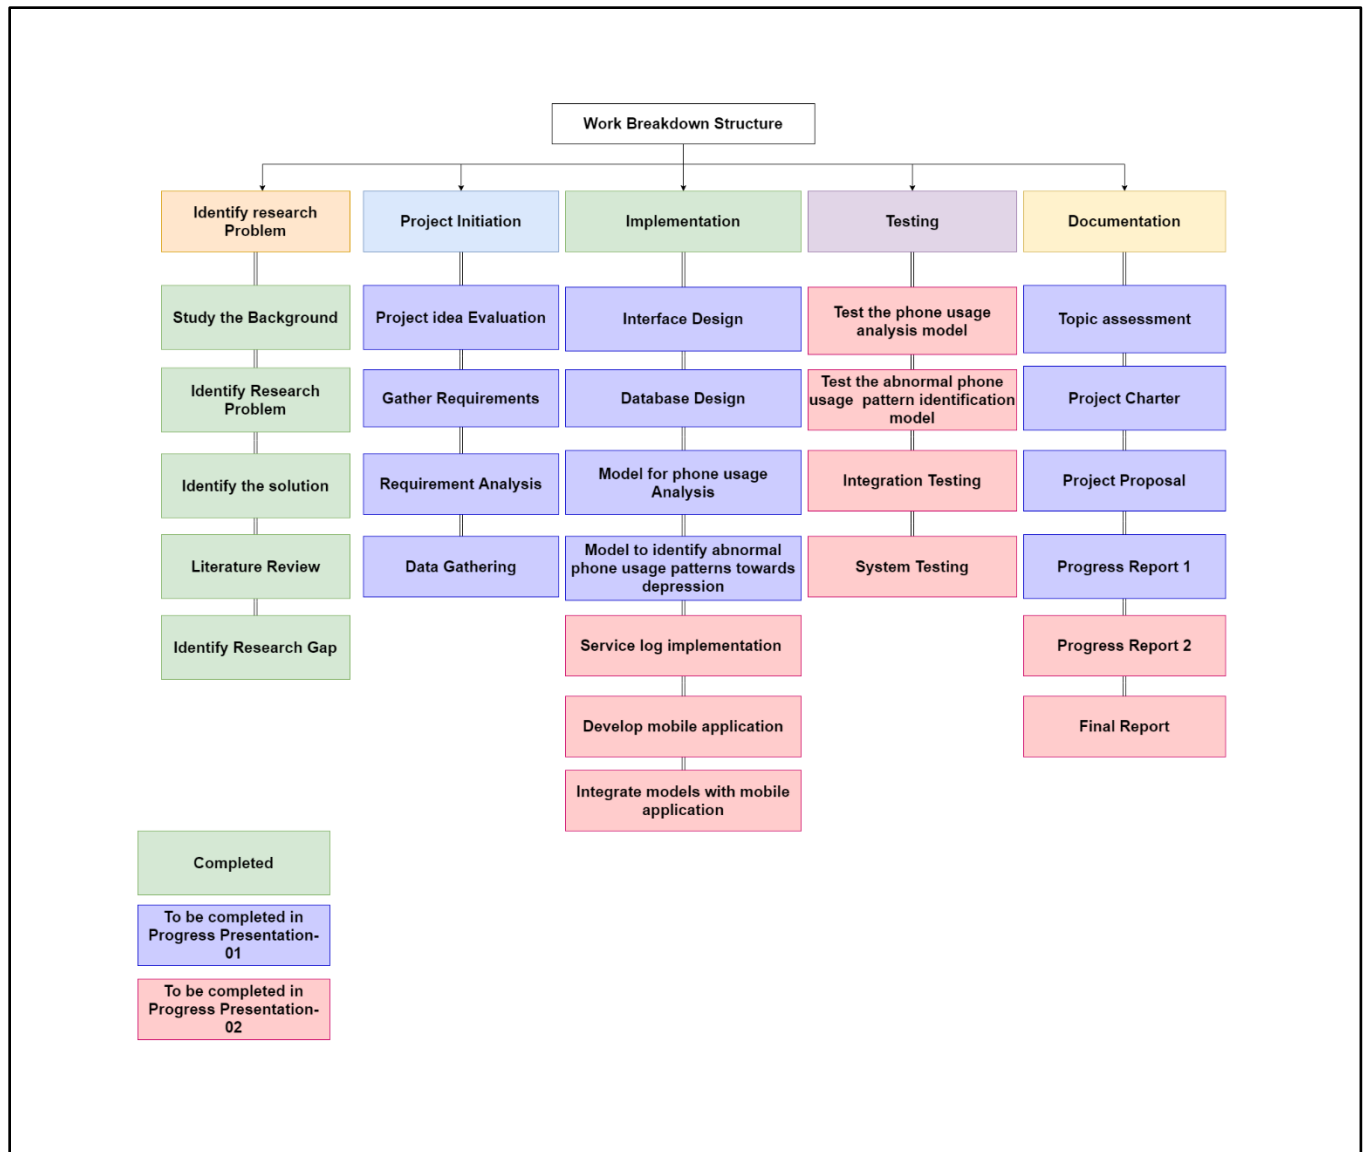 Work Breakdown Structure
Identify research
Problem
Project Initiation
Implementation
Testing
Documentation
Study the Background
Identify Research
Problem
Identify the solution
Literature Review
Identify Research Gap
Project idea Evaluation
Gather Requirements
Requirement Analysis
Data Gathering
Interface Design
Database Design
Model for phone usage
Analysis
Model to identify abnormal
phone usage patterns towards
depression
Service log implementation
Develop mobile application
Integrate models with mobile
application
Test the phone usage
analysis model
Test the abnormal phone
usage pattern identification
model
Integration Testing
System Testing
Topic assessment
Project Charter
Project Proposal
Progress Report 1
Progress Report 2
Final Report
Completed
To be completed in
Progress Presentation-
01
To be completed in
Progress Presentation-
02